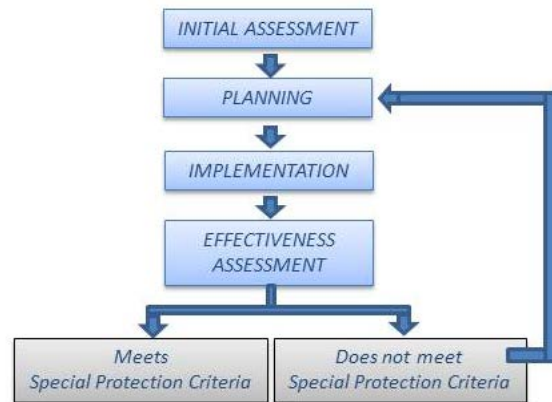 INITIAL ASSESSMENT
PLANNING
IMPLEMENTATION
EFFECTIVENESS
ASSESSMENT
Meets
Special Protection Criteria
Does not meet
Special Protection Criteria